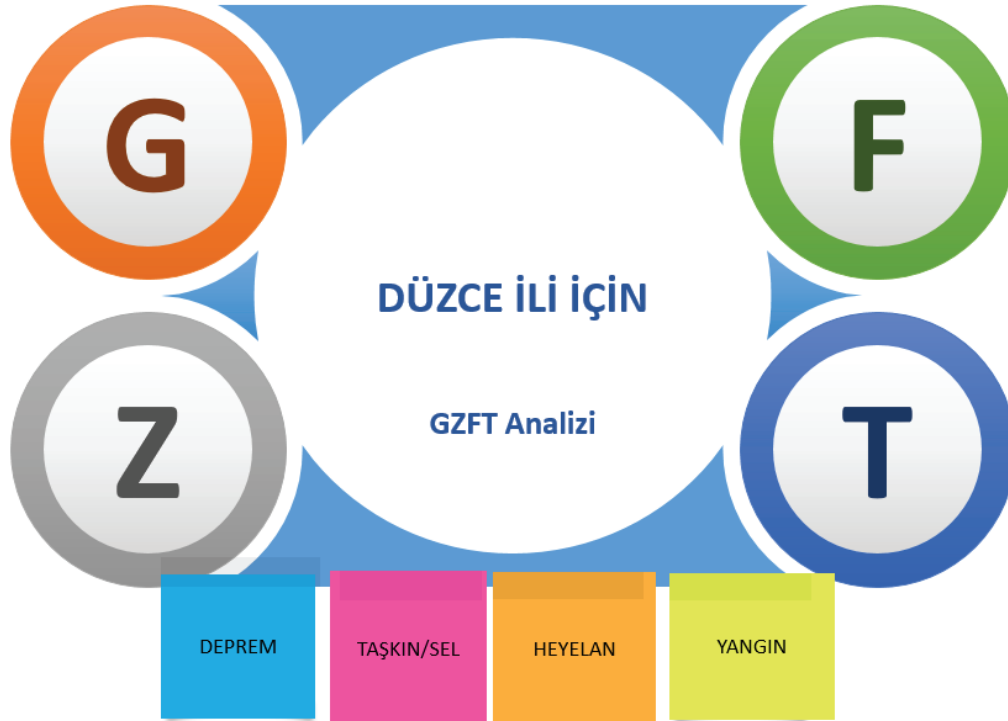 G
F
DÜZCE İLİ İÇİN
GZFT Analizi
Z
T
DEPREM
TAŞKIN/SEL
HEYELAN
YANGIN